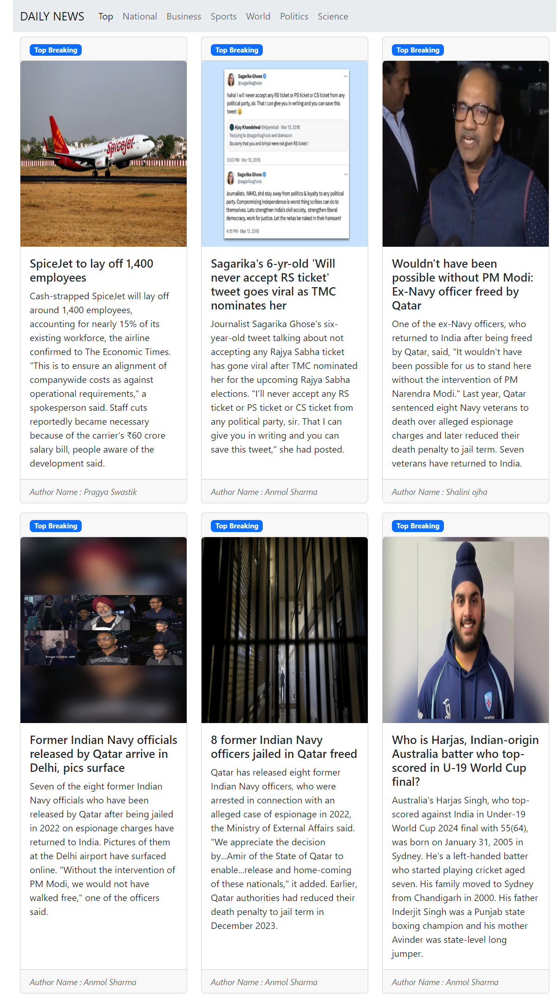 DAILY NEWS Top National Business Sports World Politics Science
Top Breaking
SpiceJet
SpiceJet to lay off 1,400
employees
Cash-strapped SpiceJet will lay off
around 1,400 employees,
accounting for nearly 15% of its
existing workforce, the airline
confirmed to The Economic Times.
"This is to ensure an alignment of
companywide costs as against
operational requirements," a
spokesperson said. Staff cuts
reportedly became necessary
because of the carrier's ₹60 crore
salary bill, people aware of the
development said.
Author Name : Pragya Swastik
Top Breaking
Sagarika Ghose
@sagarikaghose
haha! I will never accept any RS ticket or PS ticket or CS ticket from any
political party, sir. That I can give you in writing and you can save this
tweet 😀
Ajay Khandelwal @Ajaymitali · Mar 13, 2018
Replying to @sagarikaghose and @amazon
So.sorry that you and brinjal were not given RS ticket !
3:00 PM · Mar 13, 2018
Sagarika Ghose
@sagarikaghose
Journalists, IMHO, shd stay away from politics & loyalty to any political
party. Compromising independence is worst thing scribes can do to
themselves. Lets strengthen India's civil society, strengthen liberal
democracy, work for justice. Let the netas be naked in their hamaam!
4:15 PM · Mar 13, 2018
Sagarika's 6-yr-old 'Will
never accept RS ticket'
tweet goes viral as TMC
nominates her
Journalist Sagarika Ghose's six-
year-old tweet talking about not
accepting any Rajya Sabha ticket
has gone viral after TMC nominated
her for the upcoming Rajya Sabha
elections. "I'll never accept any RS
ticket or PS ticket or CS ticket from
any political party, sir. That I can
give you in writing and you can
save this tweet," she had posted.
Author Name : Anmol Sharma
Top Breaking
Wouldn't have been
possible without PM Modi:
Ex-Navy officer freed by
Qatar
One of the ex-Navy officers, who
returned to India after being freed
by Qatar, said, "It wouldn't have
been possible for us to stand here
without the intervention of PM
Narendra Modi." Last year, Qatar
sentenced eight Navy veterans to
death over alleged espionage
charges and later reduced their
death penalty to jail term. Seven
veterans have returned to India.
Author Name : Shalini ojha
Top Breaking
Image Credits: ANI
Former Indian Navy officials
released by Qatar arrive in
Delhi, pics surface
Seven of the eight former Indian
Navy officials who have been
released by Qatar after being jailed
in 2022 on espionage charges have
returned to India. Pictures of them
at the Delhi airport have surfaced
online. "Without the intervention of
PM Modi, we would not have
walked free," one of the officers
said.
Author Name : Anmol Sharma
Top Breaking
8 former Indian Navy
officers jailed in Qatar freed
Qatar has released eight former
Indian Navy officers, who were
arrested in connection with an
alleged case of espionage in 2022,
the Ministry of External Affairs said.
"We appreciate the decision
by...Amir of the State of Qatar to
enable...release and home-coming
of these nationals," it added. Earlier,
Qatar authorities had reduced their
death penalty to jail term in
December 2023.
Author Name : Anmol Sharma
Top Breaking
Who is Harjas, Indian-origin
Australia batter who top-
scored in U-19 World Cup
final?
Australia's Harjas Singh, who top-
scored against India in Under-19
World Cup 2024 final with 55(64),
was born on January 31, 2005 in
Sydney. He's a left-handed batter
who started playing cricket aged
seven. His family moved to Sydney
from Chandigarh in 2000. His father
Inderjit Singh was a Punjab state
boxing champion and his mother
Avinder was state-level long
jumper.
Author Name : Anmol Sharma